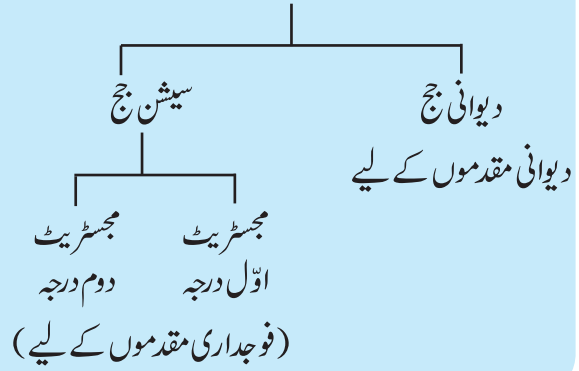 دیوانی جج
سیشن جج
دیوانی مقدموں کے لیے
مجسٹریٹ
مجسٹریٹ
اوّل درجہ
دوم درجہ
(فوجداری مقدموں کے لیے)